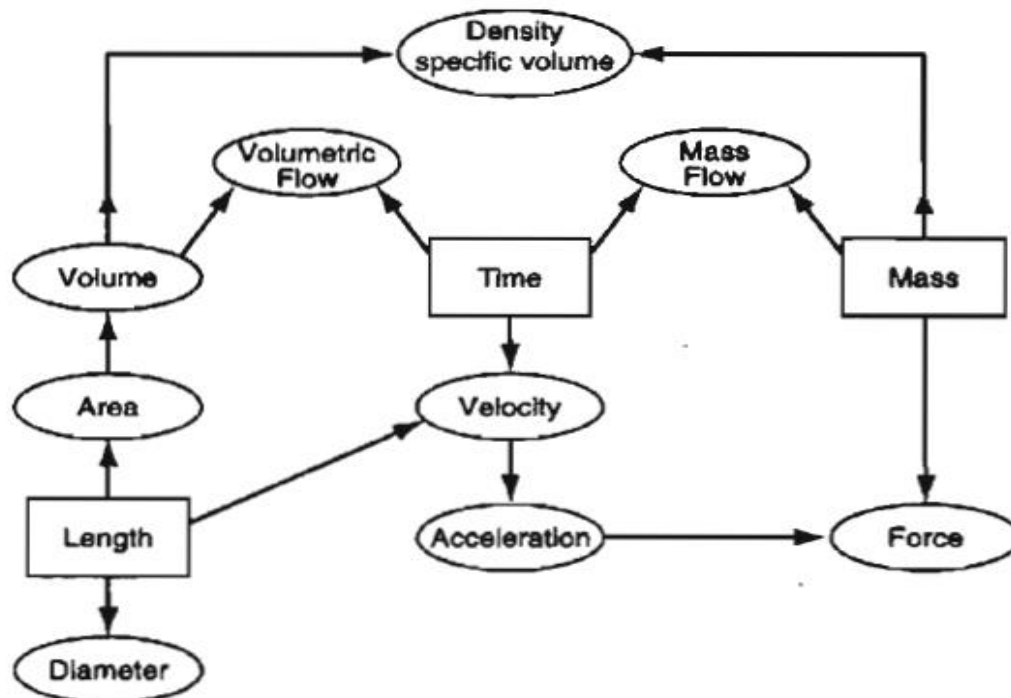 Density
specific volume
Volumetric
Flow
Mass
Flow
Volume
Time
Mass
Area
Velocity
Length
Acceleration
Force
Diameter